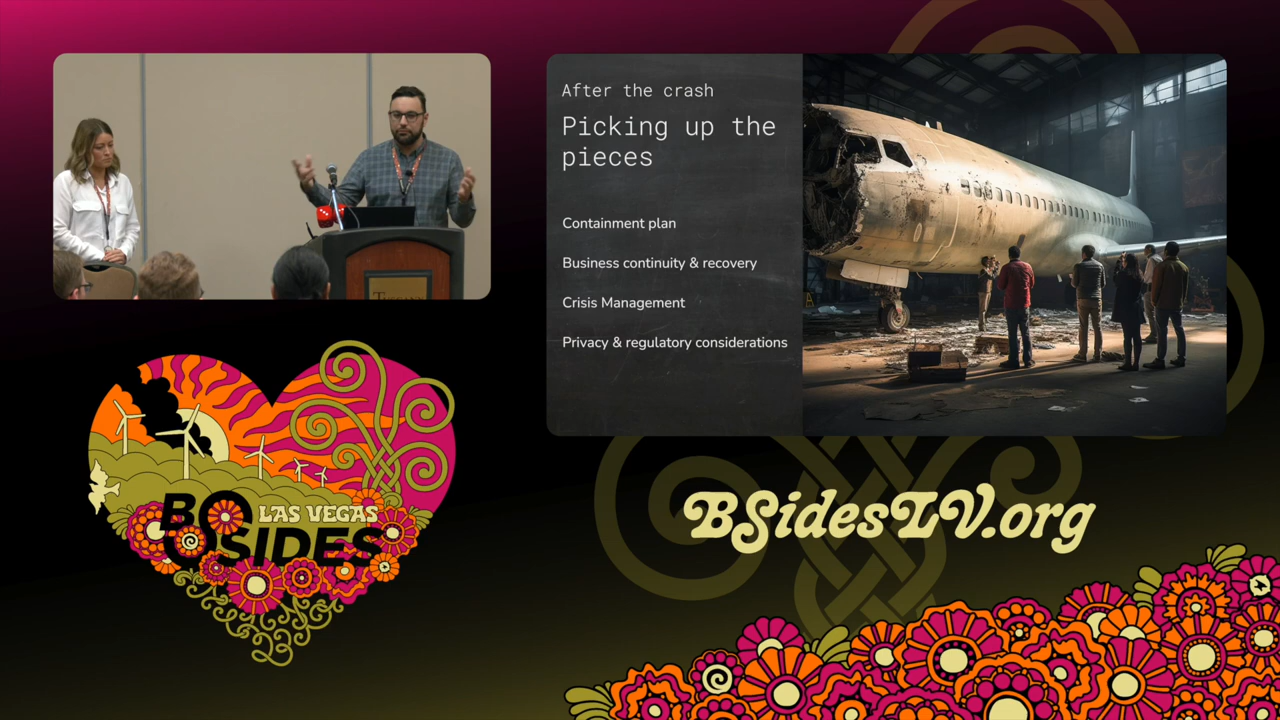 After the crash
Picking up the
pieces
Containment plan
Business continuity & recovery
Crisis Management
Privacy & regulatory considerations
LAS VEGAS
SIDES
BSidesLV.org